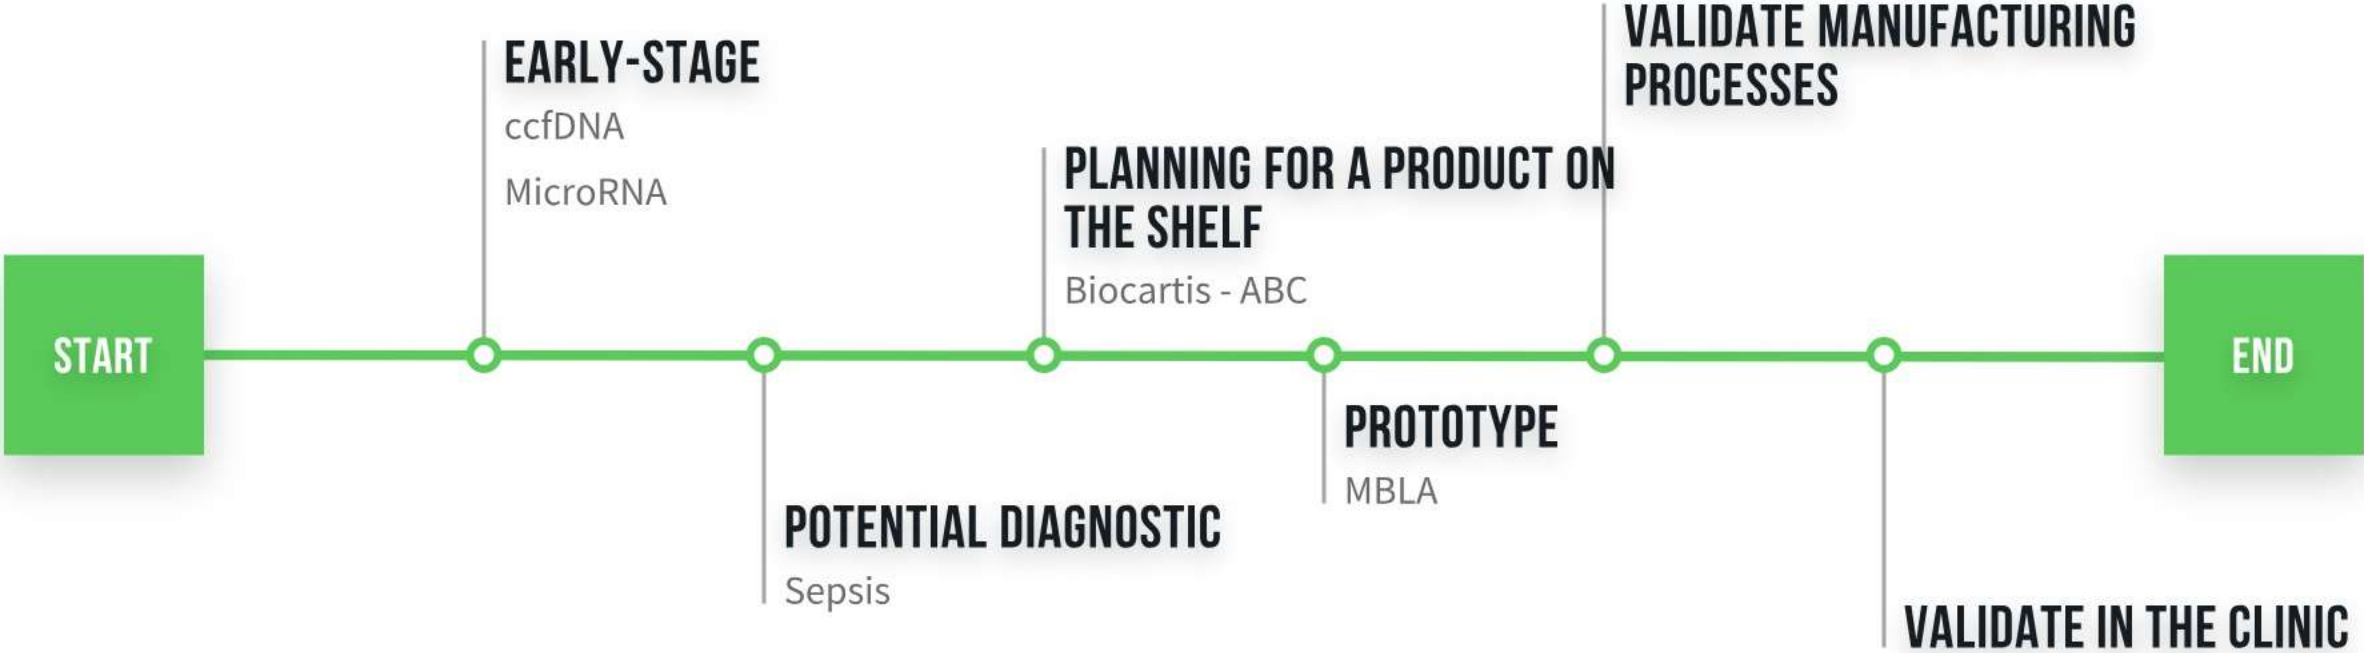 START
EARLY-STAGE
ccfDNA
MicroRNA
POTENTIAL DIAGNOSTIC
Sepsis
PLANNING FOR A PRODUCT ON
THE SHELF
Biocartis - ABC
PROTOTYPE
MBLA
VALIDATE MANUFACTURING
PROCESSES
VALIDATE IN THE CLINIC
END